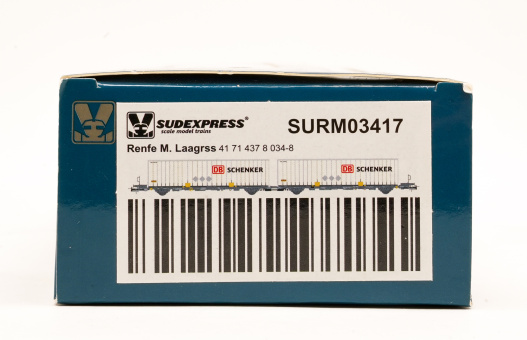 SUDEXPRESS®
scale model trains
SURM03417
Renfe M. Laagrss 41 71 437 8 034-8
DB SCHENKER
DB SCHENKER